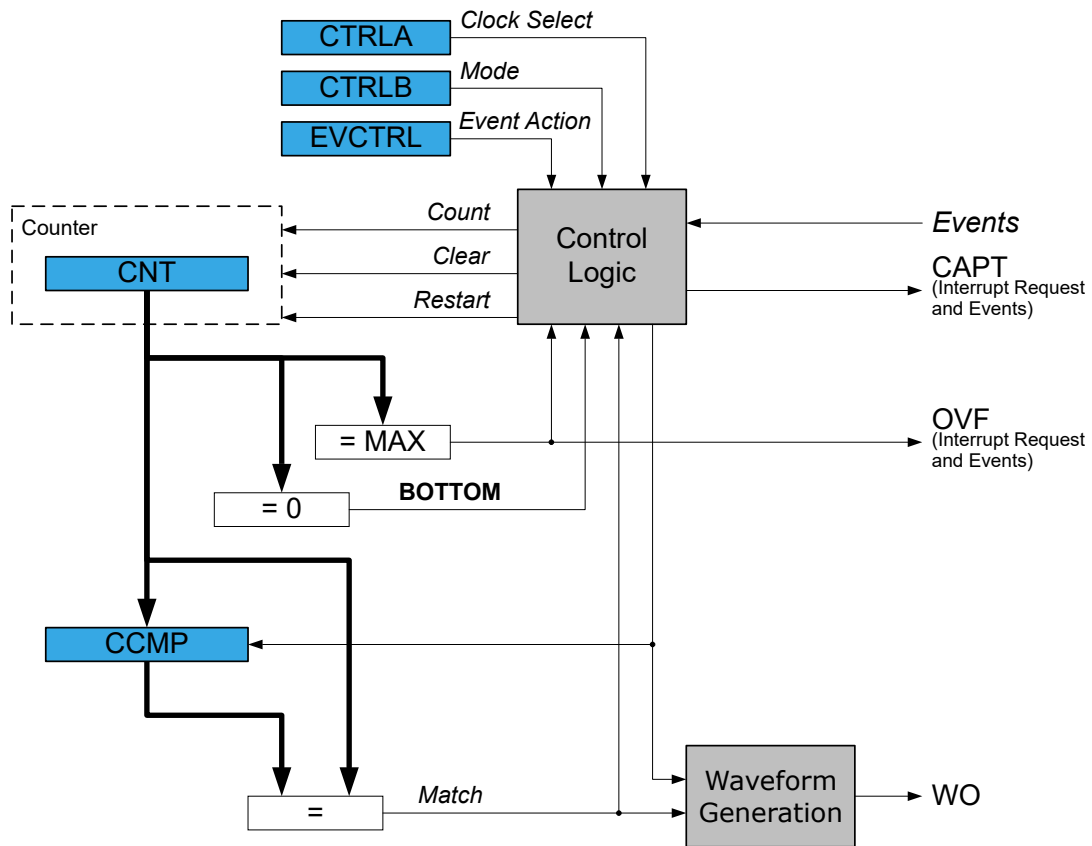 CTRLA
Clock Select
CTRLB
Mode
EVCTRL
Event Action
Counter
CNT
Count
Clear
Restart
Control
Logic
Events
CAPT
(Interrupt Request
and Events)
= MAX
OVF
(Interrupt Request
and Events)
= 0
BOTTOM
CCMP
=
Match
Waveform
Generation
WO